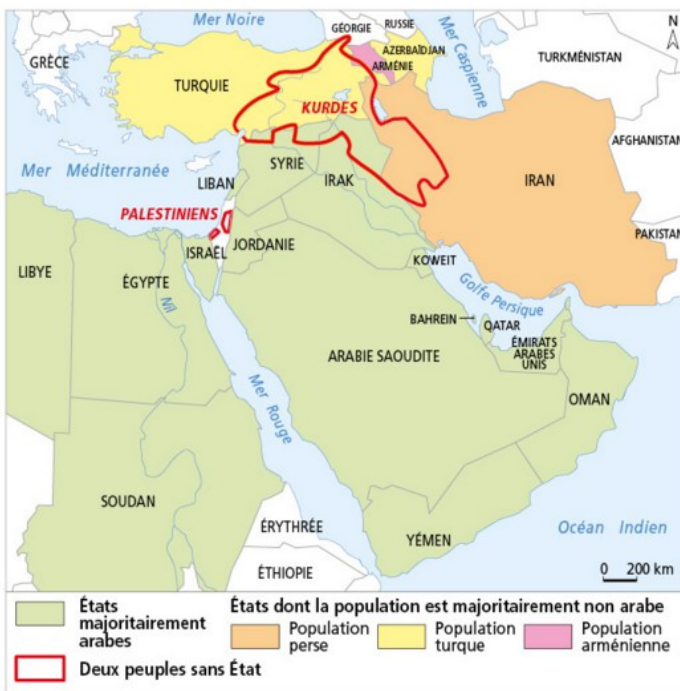 Mer Noire
GÉORGIE
RUSSIE
Mer Caspienne
N
GRÈCE
AZERBAÏDJAN
ARMÉNIE
TURKMÉNISTAN
TURQUIE
KURDES
AFGHANISTAN
Mer Méditerranée
SYRIE
LIBAN
IRAK
IRAN
PALESTINIENS
PAKISTAN
ISRAËL
JORDANIE
LIBYE
ÉGYPTE
Nil
KOWEIT
Golfe Persique
BAHREIN
QATAR
ÉMIRATS
ARABES
UNIS
ARABIE SAOUDITE
OMAN
Mer Rouge
SOUDAN
ÉRYTHRÉE
YÉMEN
Océan Indien
ÉTHIOPIE
0 200 km
États
majoritairement
arabes
États dont la population est majoritairement non arabe
Population
perse
Population
turque
Population
arménienne
Deux peuples sans État